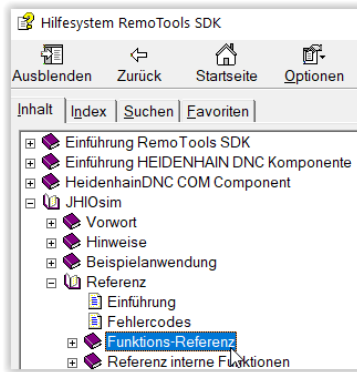 Hilfesystem RemoTools SDK
Ausblenden Zurück Startseite Optionen
Inhalt Index Suchen Favoriten
Einführung RemoTools SDK
Einführung HEIDENHAIN DNC Komponente
HeidenhainDNC COM Component
JHIOsim
Vorwort
Hinweise
Beispielanwendung
Referenz
Einführung
Fehlercodes
Funktions-Referenz
Referenz interne Funktionen